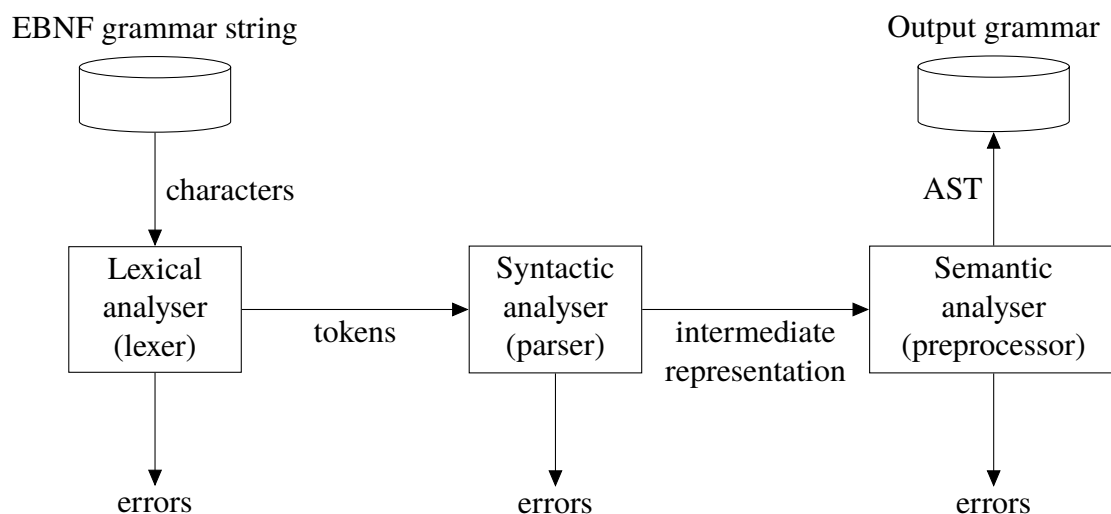 EBNF grammar string
Output grammar
characters
AST
Lexical
analyser
(lexer)
tokens
Syntactic
analyser
(parser)
intermediate
representation
Semantic
analyser
(preprocessor)
errors
errors
errors